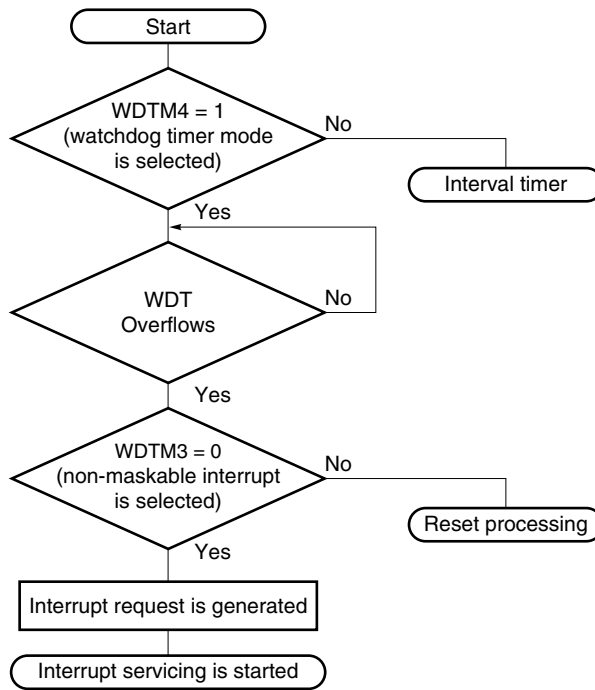 Start
WDTM4 = 1
(watchdog timer mode
is selected)
No
Interval timer
Yes
WDT
Overflows
No
Yes
WDTM3 = 0
(non-maskable interrupt
is selected)
No
Reset processing
Yes
Interrupt request is generated
Interrupt servicing is started